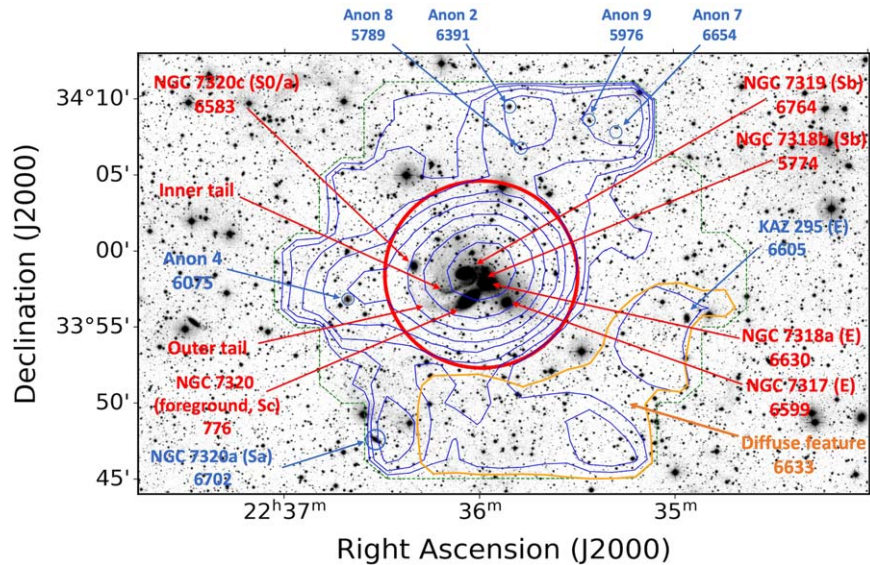 Anon 8
5789
Anon 2
6391
Anon 9
5976
Anon 7
6654
NGC 7320c (S0/a)
6583
NGC 7319 (Sb)
6764
NGC 7318b (Sb)
5774
Inner tail
KAZ 295 (E)
6605
Anon 4
6075
Outer tail
NGC 7318a (E)
6630
NGC 7320
(foreground, Sc)
776
NGC 7317 (E)
6599
NGC 7320a (Sa)
6702
Diffuse feature
6633
34°10'
05'
00'
33°55'
50'
45'
Declination (J2000)
22:37ᵐ
36ᵐ
35ᵐ
Right Ascension (J2000)